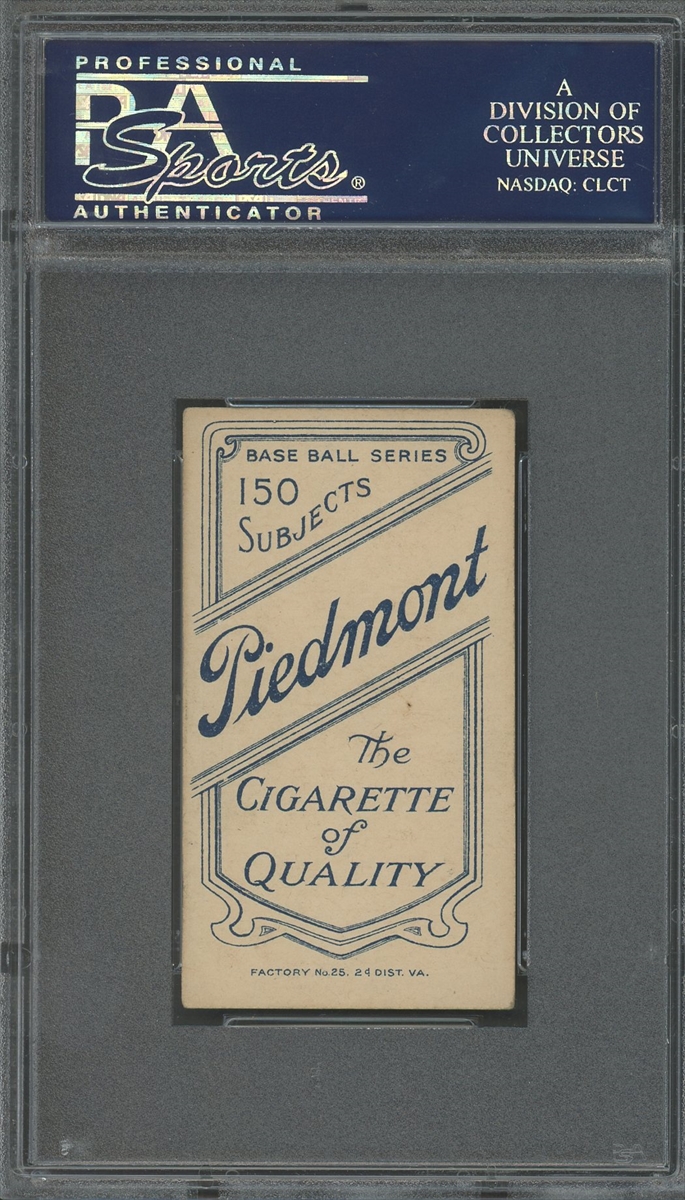 PROFESSIONAL
PSA
Sports®
AUTHENTICATOR
A
DIVISION OF
COLLECTORS
UNIVERSE
NASDAQ: CLCT
BASE BALL SERIES
150
SUBJECTS
Piedmont
The
CIGARETTE
of
QUALITY
FACTORY No. 25. 2¢ DIST. VA.